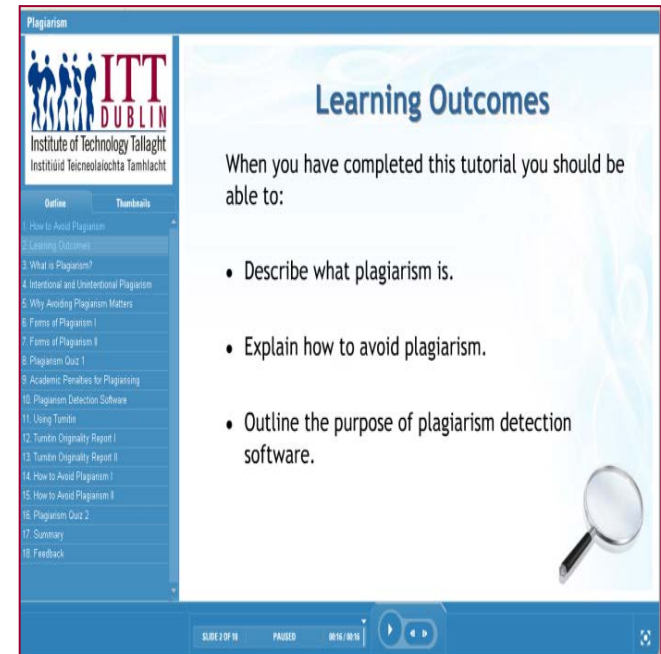 Plagiarism
ITT
DUBLIN
Institute of Technology Tallaght
Institiúid Teicneolaíochta Tamhlacht
Outline
Thumbnails
1. How to Avoid Plagiarism
2. Learning Outcomes
3. What is Plagiarism?
4. Intentional and Unintentional Plagiarism
5. Why Avoiding Plagiarism Matters
6. Forms of Plagiarism I
7. Forms of Plagiarism II
8. Plagiarism Quiz 1
9. Academic Penalties for Plagiarising
10. Plagiarism Detection Software
11. Using Turnitin
12. Turnitin Originality Report I
13. Turnitin Originality Report II
14. How to Avoid Plagiarism I
15. How to Avoid Plagiarism II
16. Plagiarism Quiz 2
17. Summary
18. Feedback
Learning Outcomes
When you have completed this tutorial you should be
able to:
• Describe what plagiarism is.
• Explain how to avoid plagiarism.
• Outline the purpose of plagiarism detection
software.
SLIDE 2 OF 18 PAUSED 00:16 / 00:16